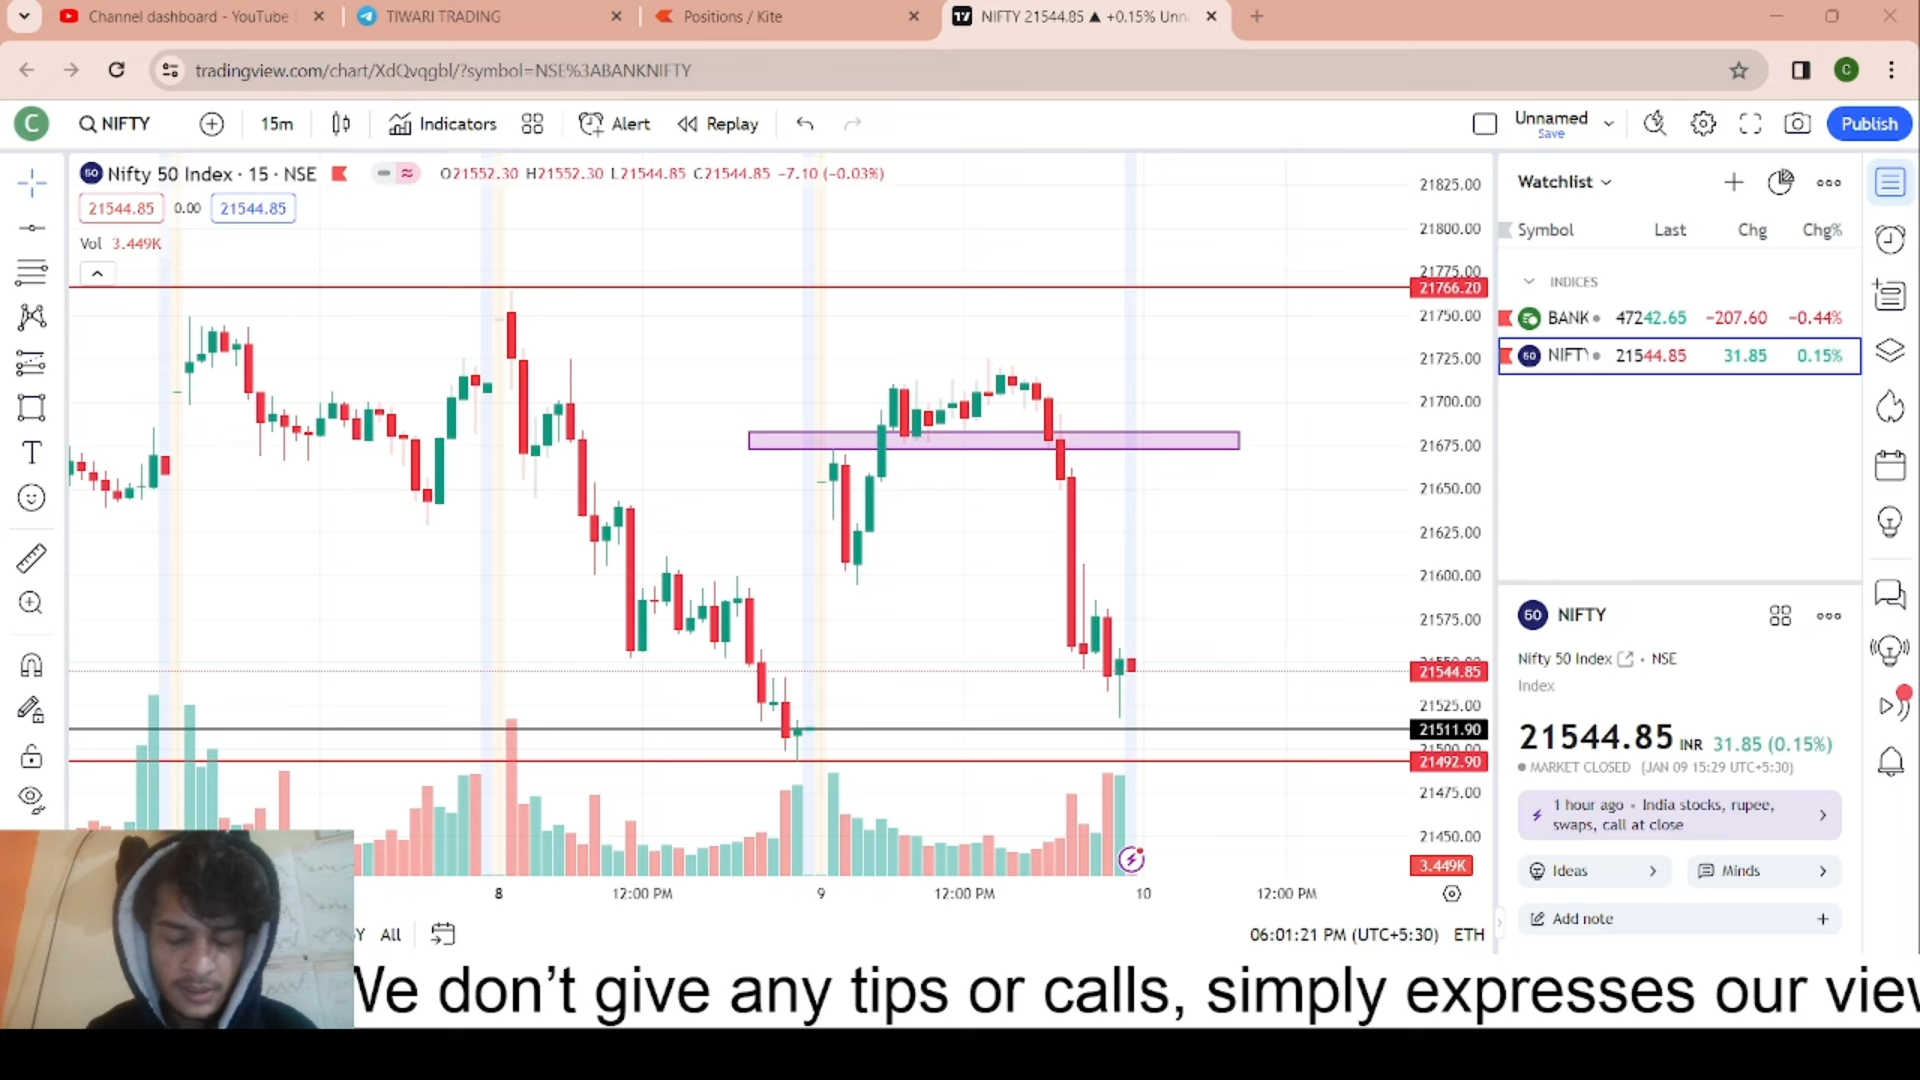 Channel dashboard - YouTube
TIWARI TRADING
Positions / Kite
NIFTY 21544.85 ▲ +0.15% Unn
tradingview.com/chart/XdQvqgbl/?symbol=NSE%3ABANKNIFTY
C
C
NIFTY
15m
Indicators
Alert
Replay
Unnamed
Save
Publish
50 Nifty 50 Index · 15 · NSE
O21552.30 H21552.30 L21544.85 C21544.85 -7.10 (-0.03%)
21544.85 0.00 21544.85
Vol 3.449K
21825.00
21800.00
21775.00
21766.20
21750.00
21725.00
21700.00
21675.00
21650.00
21625.00
21600.00
21575.00
21544.85
21525.00
21511.90
21500.00
21492.90
21475.00
21450.00
3.449K
8
12:00 PM
9
12:00 PM
10
12:00 PM
All
06:01:21 PM (UTC+5:30)
ETH
Watchlist
Symbol Last Chg Chg%
INDICES
BANK 47242.65 -207.60 -0.44%
50 NIFTY 21544.85 31.85 0.15%
50 NIFTY
Nifty 50 Index · NSE
Index
21544.85 INR 31.85 (0.15%)
MARKET CLOSED (JAN 09 15:29 UTC+5:30)
1 hour ago · India stocks, rupee,
swaps, call at close
Ideas
Minds
Add note
We don't give any tips or calls, simply expresses our view